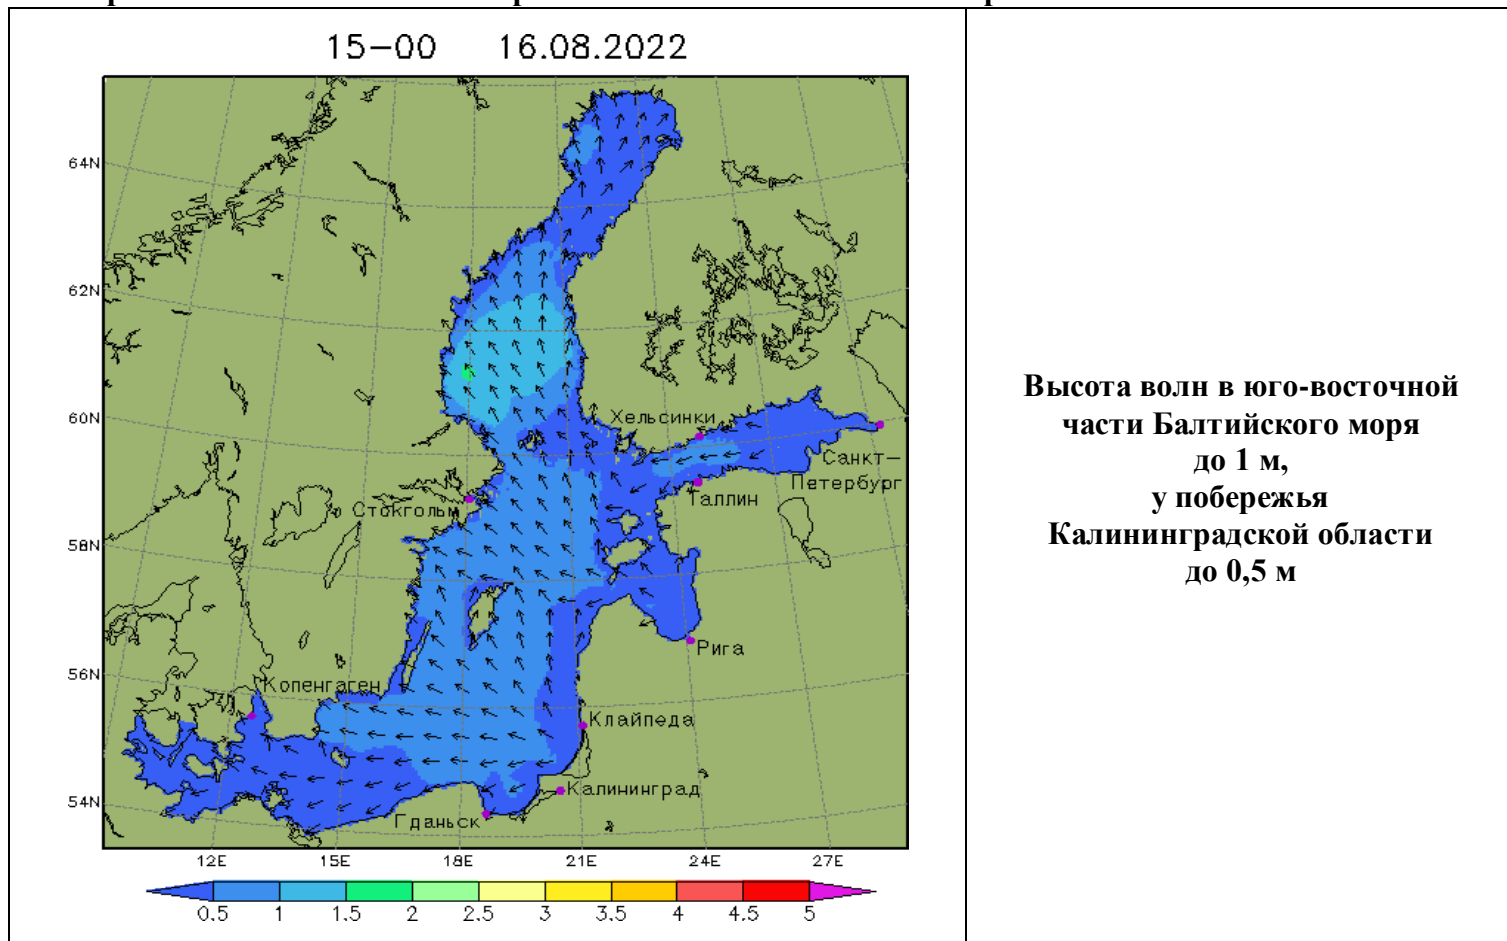 15-00 16.08.2022
64N
62N
60N
58N
56N
54N
Хельсинки
Санкт-
Петербург
Таллин
Стокгольм
Рига
Копенгаген
Клайпеда
Калининград
Гданьск
12E 15E 18E 21E 24E 27E
0.5 1 1.5 2 2.5 3 3.5 4 4.5 5
Высота волн в юго-восточной
части Балтийского моря
до 1 м,
у побережья
Калининградской области
до 0,5 м